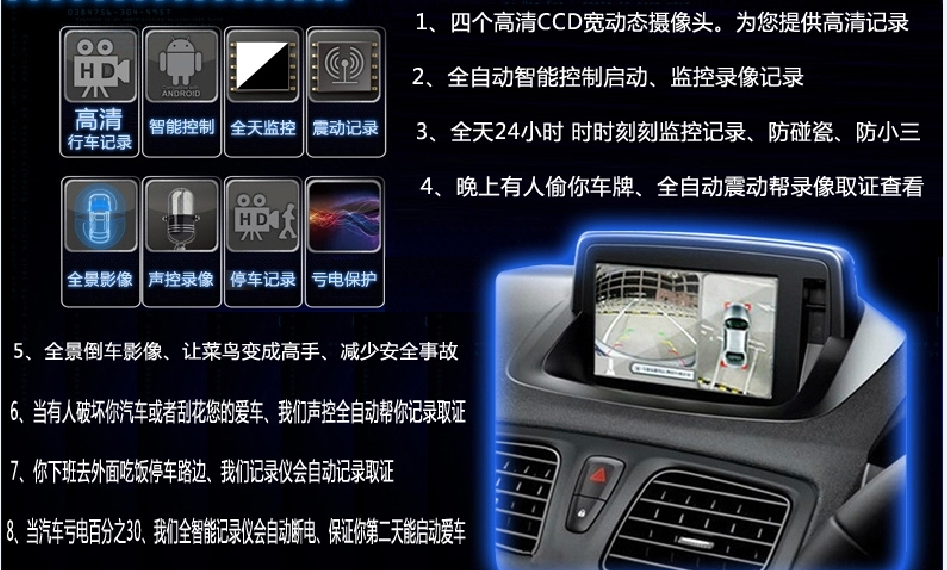 1、四个高清CCD宽动态摄像头。为您提供高清记录
2、全自动智能控制启动、监控录像记录
3、全天24小时 时时刻刻监控记录、防碰瓷、防小三
4、晚上有人偷你车牌、全自动震动帮录像取证查看
HD
高清
行车记录
ANDROID
智能控制
全天监控
震动记录
全景影像
声控录像
HD
停车记录
亏电保护
5、全景倒车影像、让菜鸟变成高手、减少安全事故
6、当有人破坏你汽车或者刮花您的爱车、我们声控全自动帮你记录取证
7、你下班去外面吃饭停车路边、我们记录仪会自动记录取证
8、当汽车亏电百分之30、我们全智能记录仪会自动断电、保证你第二天能启动爱车